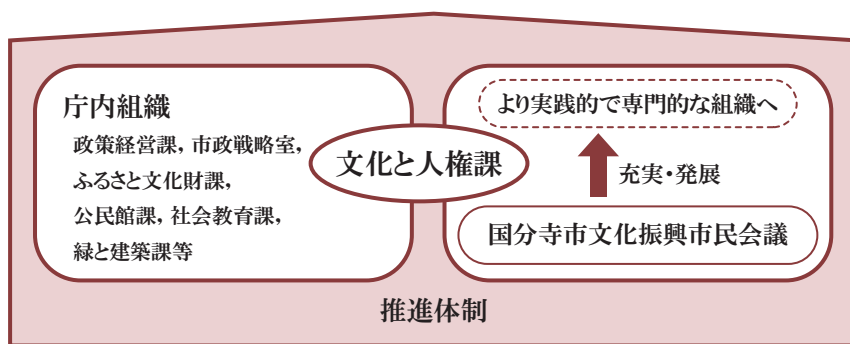 庁内組織
政策経営課, 市政戦略室,
ふるさと文化財課,
公民館課, 社会教育課,
緑と建築課等
文化と人権課
より実践的で専門的な組織へ
充実・発展
国分寺市文化振興市民会議
推進体制